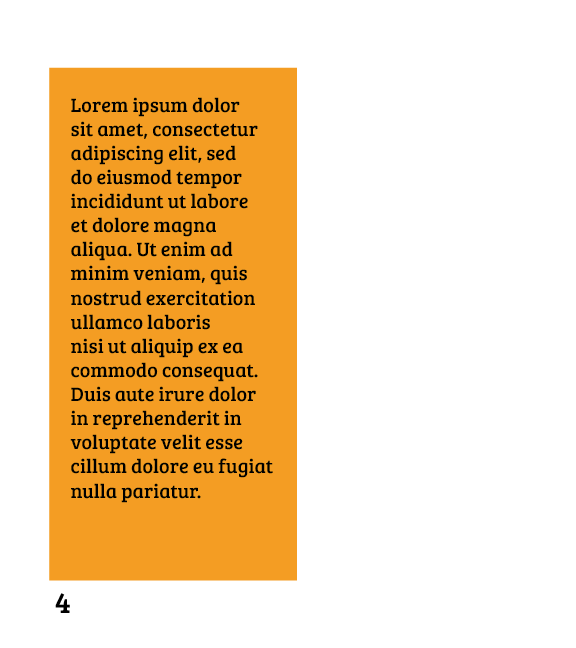 Lorem ipsum dolor
sit amet, consectetur
adipiscing elit, sed
do eiusmod tempor
incididunt ut labore
et dolore magna
aliqua. Ut enim ad
minim veniam, quis
nostrud exercitation
ullamco laboris
nisi ut aliquip ex ea
commodo consequat.
Duis aute irure dolor
in reprehenderit in
voluptate velit esse
cillum dolore eu fugiat
nulla pariatur.
4